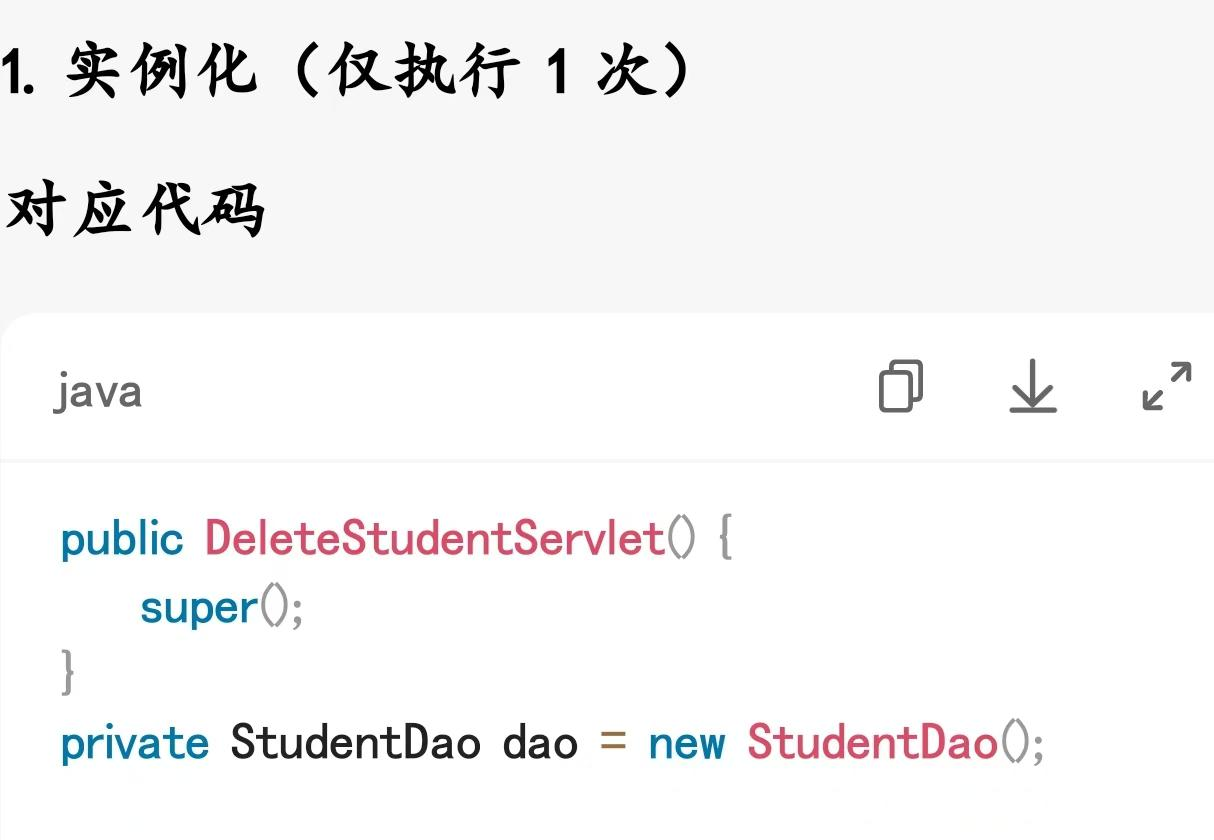 1. 实例化（仅执行 1 次）
对应代码
java
public DeleteStudentServlet() {
    super();
}
private StudentDao dao = new StudentDao();